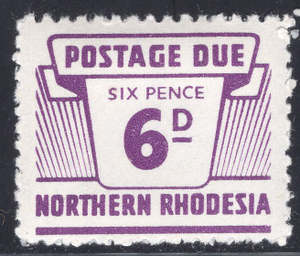 POSTAGE DUE
SIX PENCE
6D
NORTHERN RHODESIA